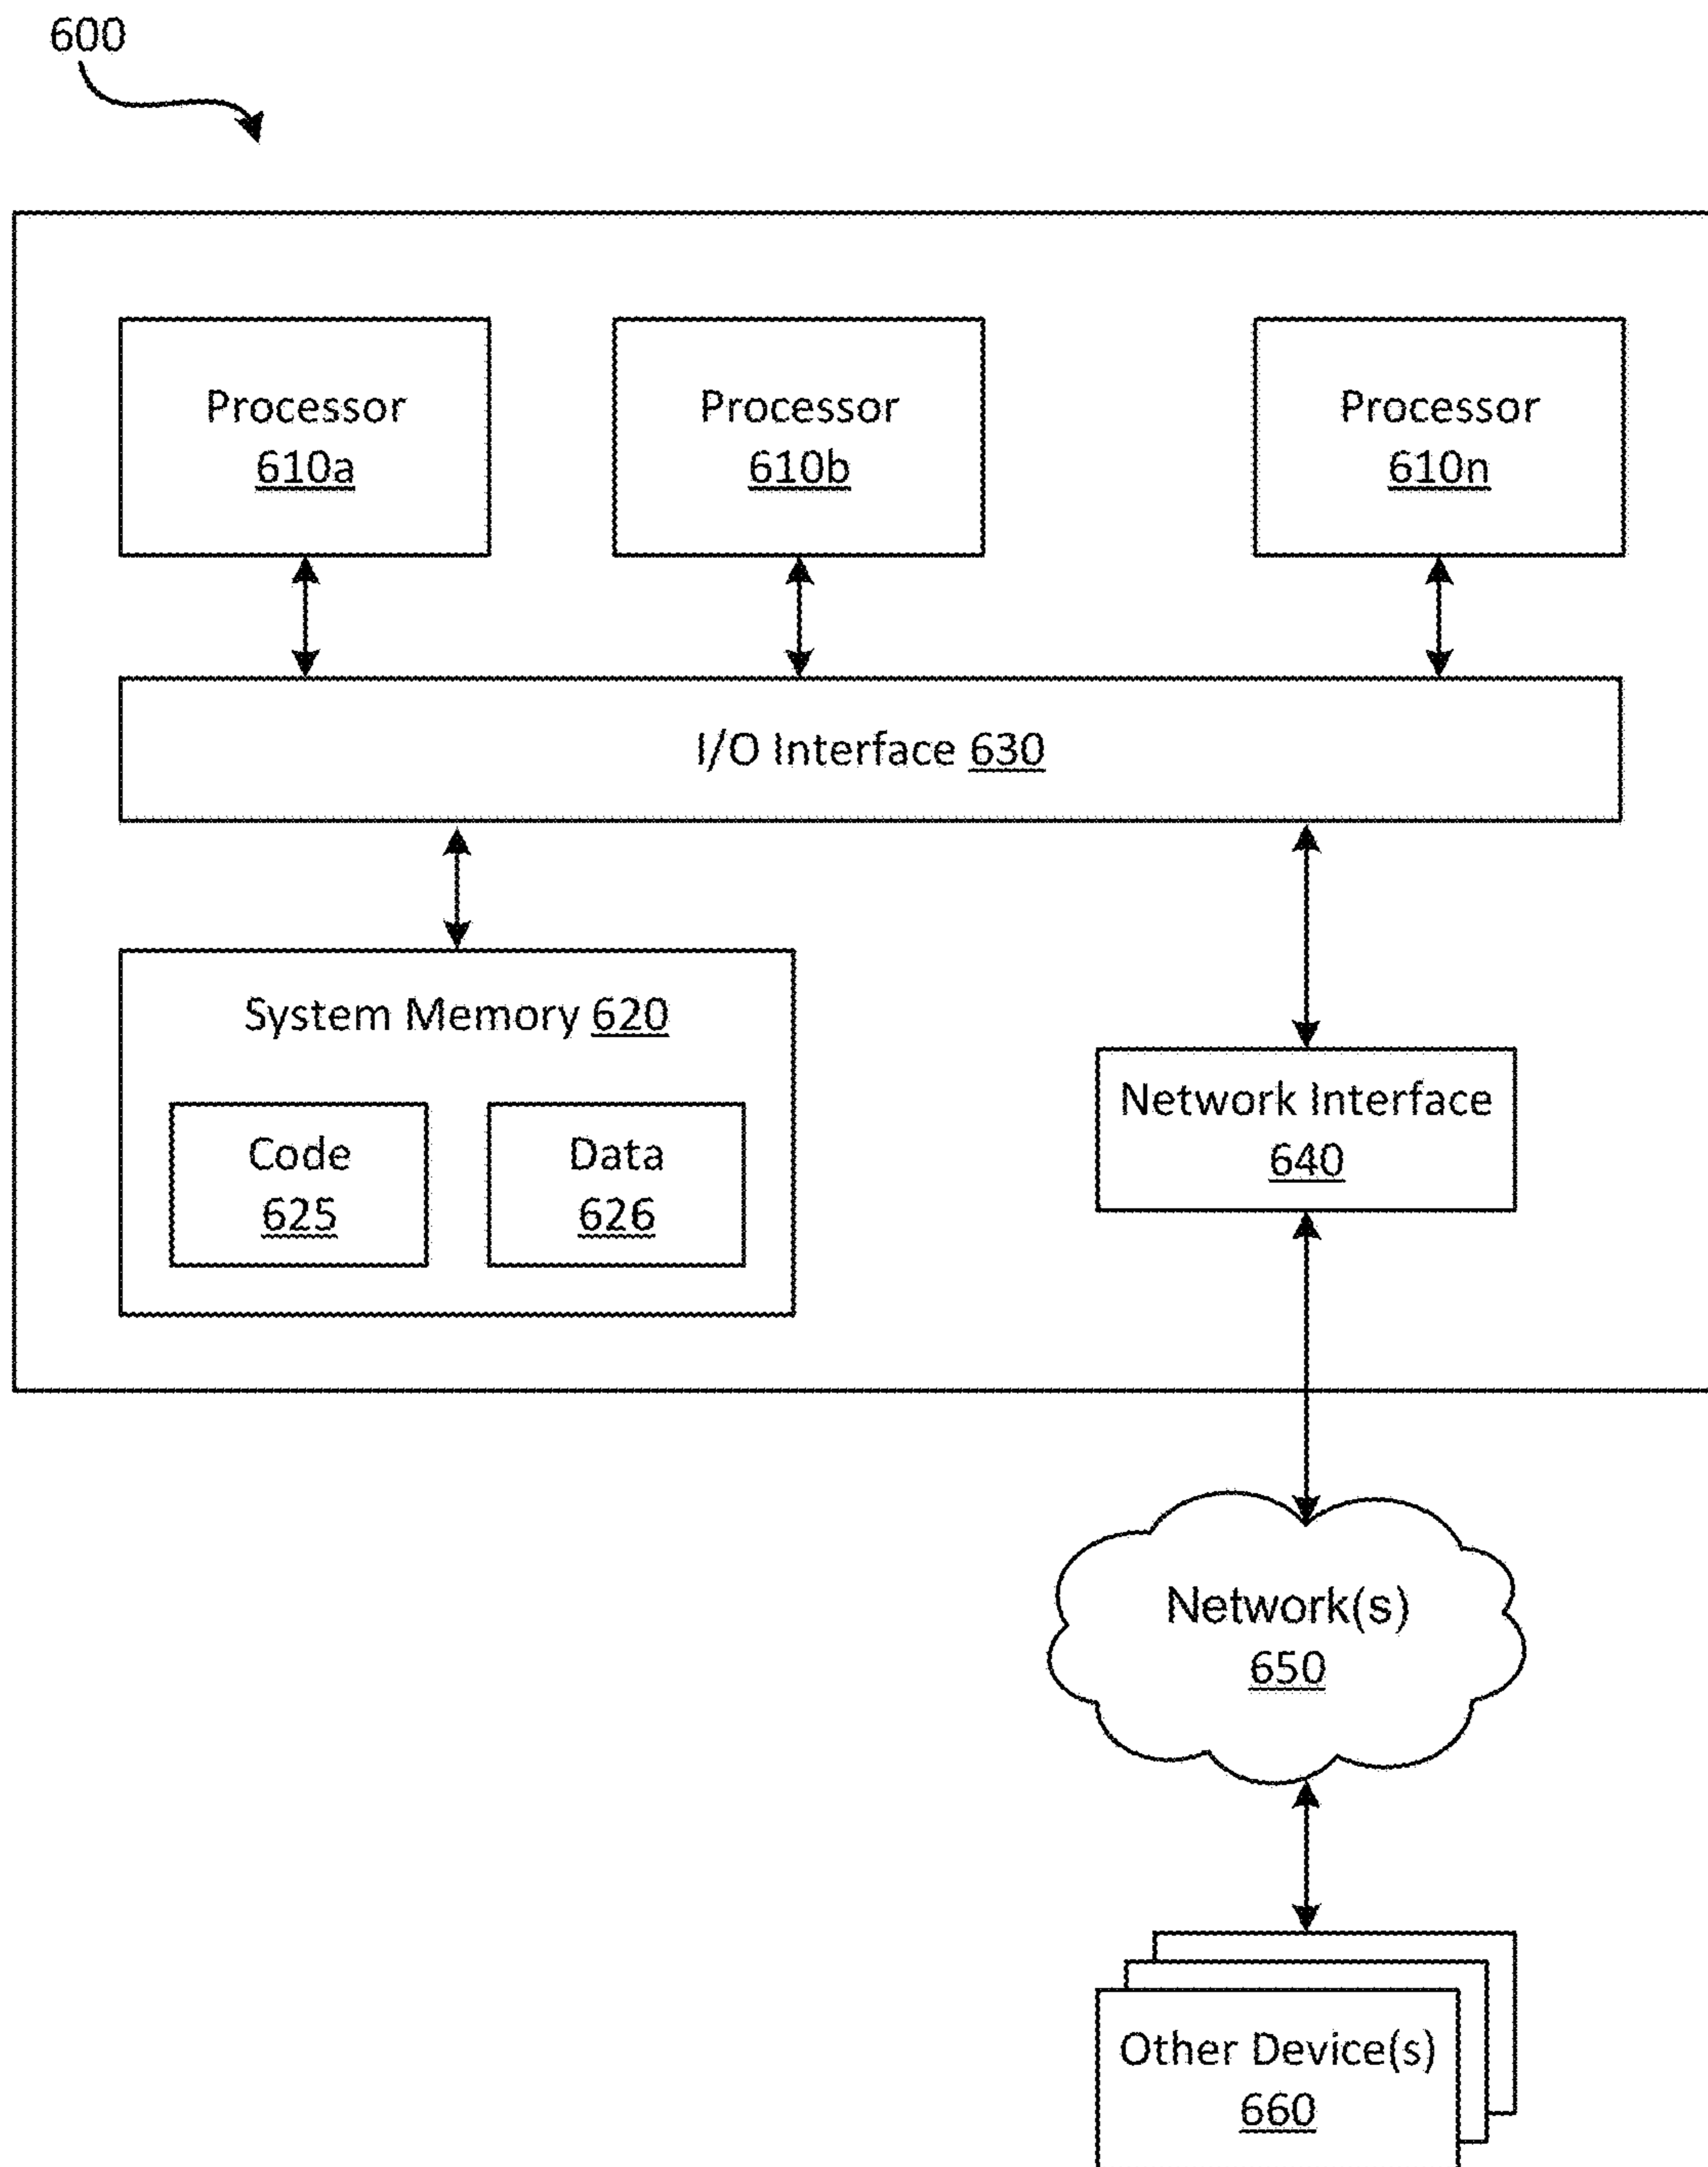 600
Processor
610a
Processor
610b
Processor
610n
I/O Interface 630
System Memory 620
Code
625
Data
626
Network Interface
640
Network(s)
650
Other Device(s)
660